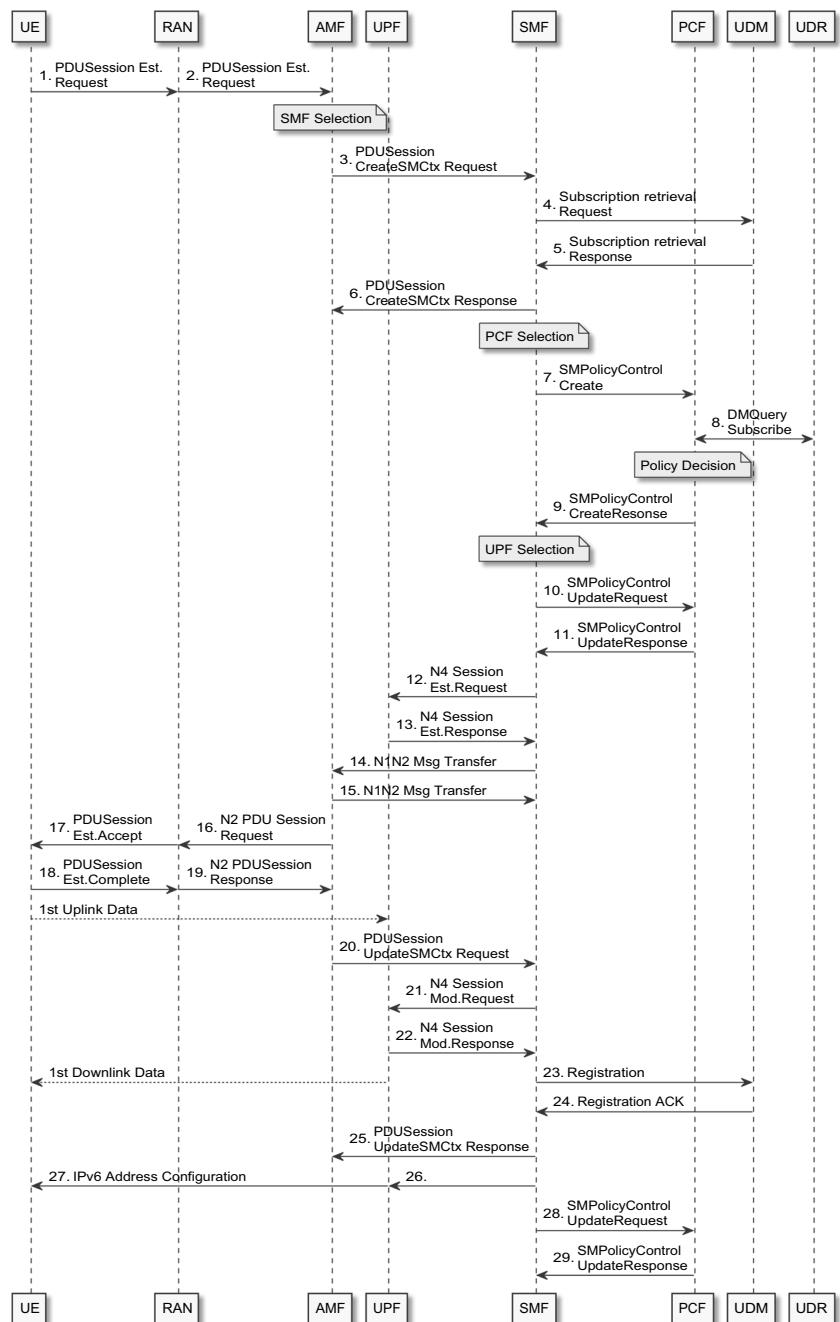 UE RAN AMF UPF SMF PCF UDM UDR
1. PDUSession Est.
Request
2. PDUSession Est.
Request
SMF Selection
3. PDUSession
CreateSMCtx Request
4. Subscription retrieval
Request
5. Subscription retrieval
Response
6. PDUSession
CreateSMCtx Response
PCF Selection
7. SMPolicyControl
Create
8. DMQuery
Subscribe
Policy Decision
9. SMPolicyControl
CreateResonse
UPF Selection
10. SMPolicyControl
UpdateRequest
11. SMPolicyControl
UpdateResponse
12. N4 Session
Est.Request
13. N4 Session
Est.Response
14. N1N2 Msg Transfer
15. N1N2 Msg Transfer
17. PDUSession
Est.Accept
16. N2 PDU Session
Request
18. PDUSession
Est.Complete
19. N2 PDUSession
Response
1st Uplink Data
20. PDUSession
UpdateSMCtx Request
21. N4 Session
Mod.Request
22. N4 Session
Mod.Response
1st Downlink Data
23. Registration
24. Registration ACK
25. PDUSession
UpdateSMCtx Response
27. IPv6 Address Configuration
26.
28. SMPolicyControl
UpdateRequest
29. SMPolicyControl
UpdateResponse
UE RAN AMF UPF SMF PCF UDM UDR